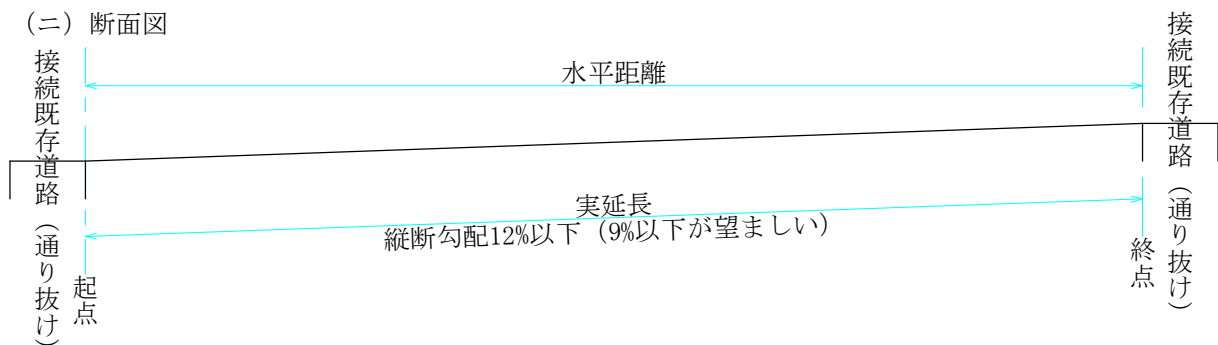 (ニ) 断面図
接続既存道路（通り抜け）
水平距離
接続既存道路（通り抜け）
実延長
縦断勾配12%以下（9%以下が望ましい）
起点
終点